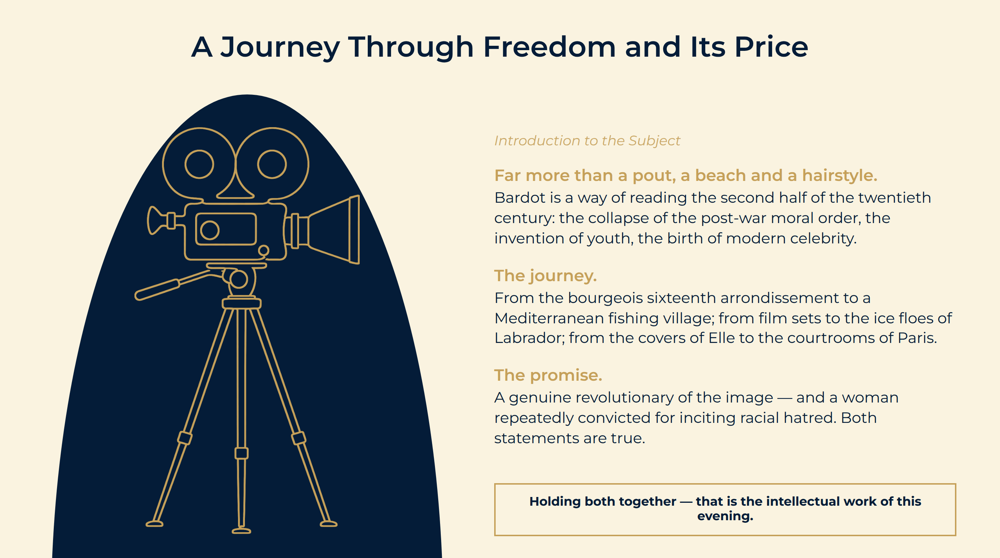 A Journey Through Freedom and Its Price
Introduction to the Subject
Far more than a pout, a beach and a hairstyle.
Bardot is a way of reading the second half of the twentieth
century: the collapse of the post-war moral order, the
invention of youth, the birth of modern celebrity.
The journey.
From the bourgeois sixteenth arrondissement to a
Mediterranean fishing village; from film sets to the ice floes of
Labrador; from the covers of Elle to the courtrooms of Paris.
The promise.
A genuine revolutionary of the image — and a woman
repeatedly convicted for inciting racial hatred. Both
statements are true.
Holding both together — that is the intellectual work of this
evening.